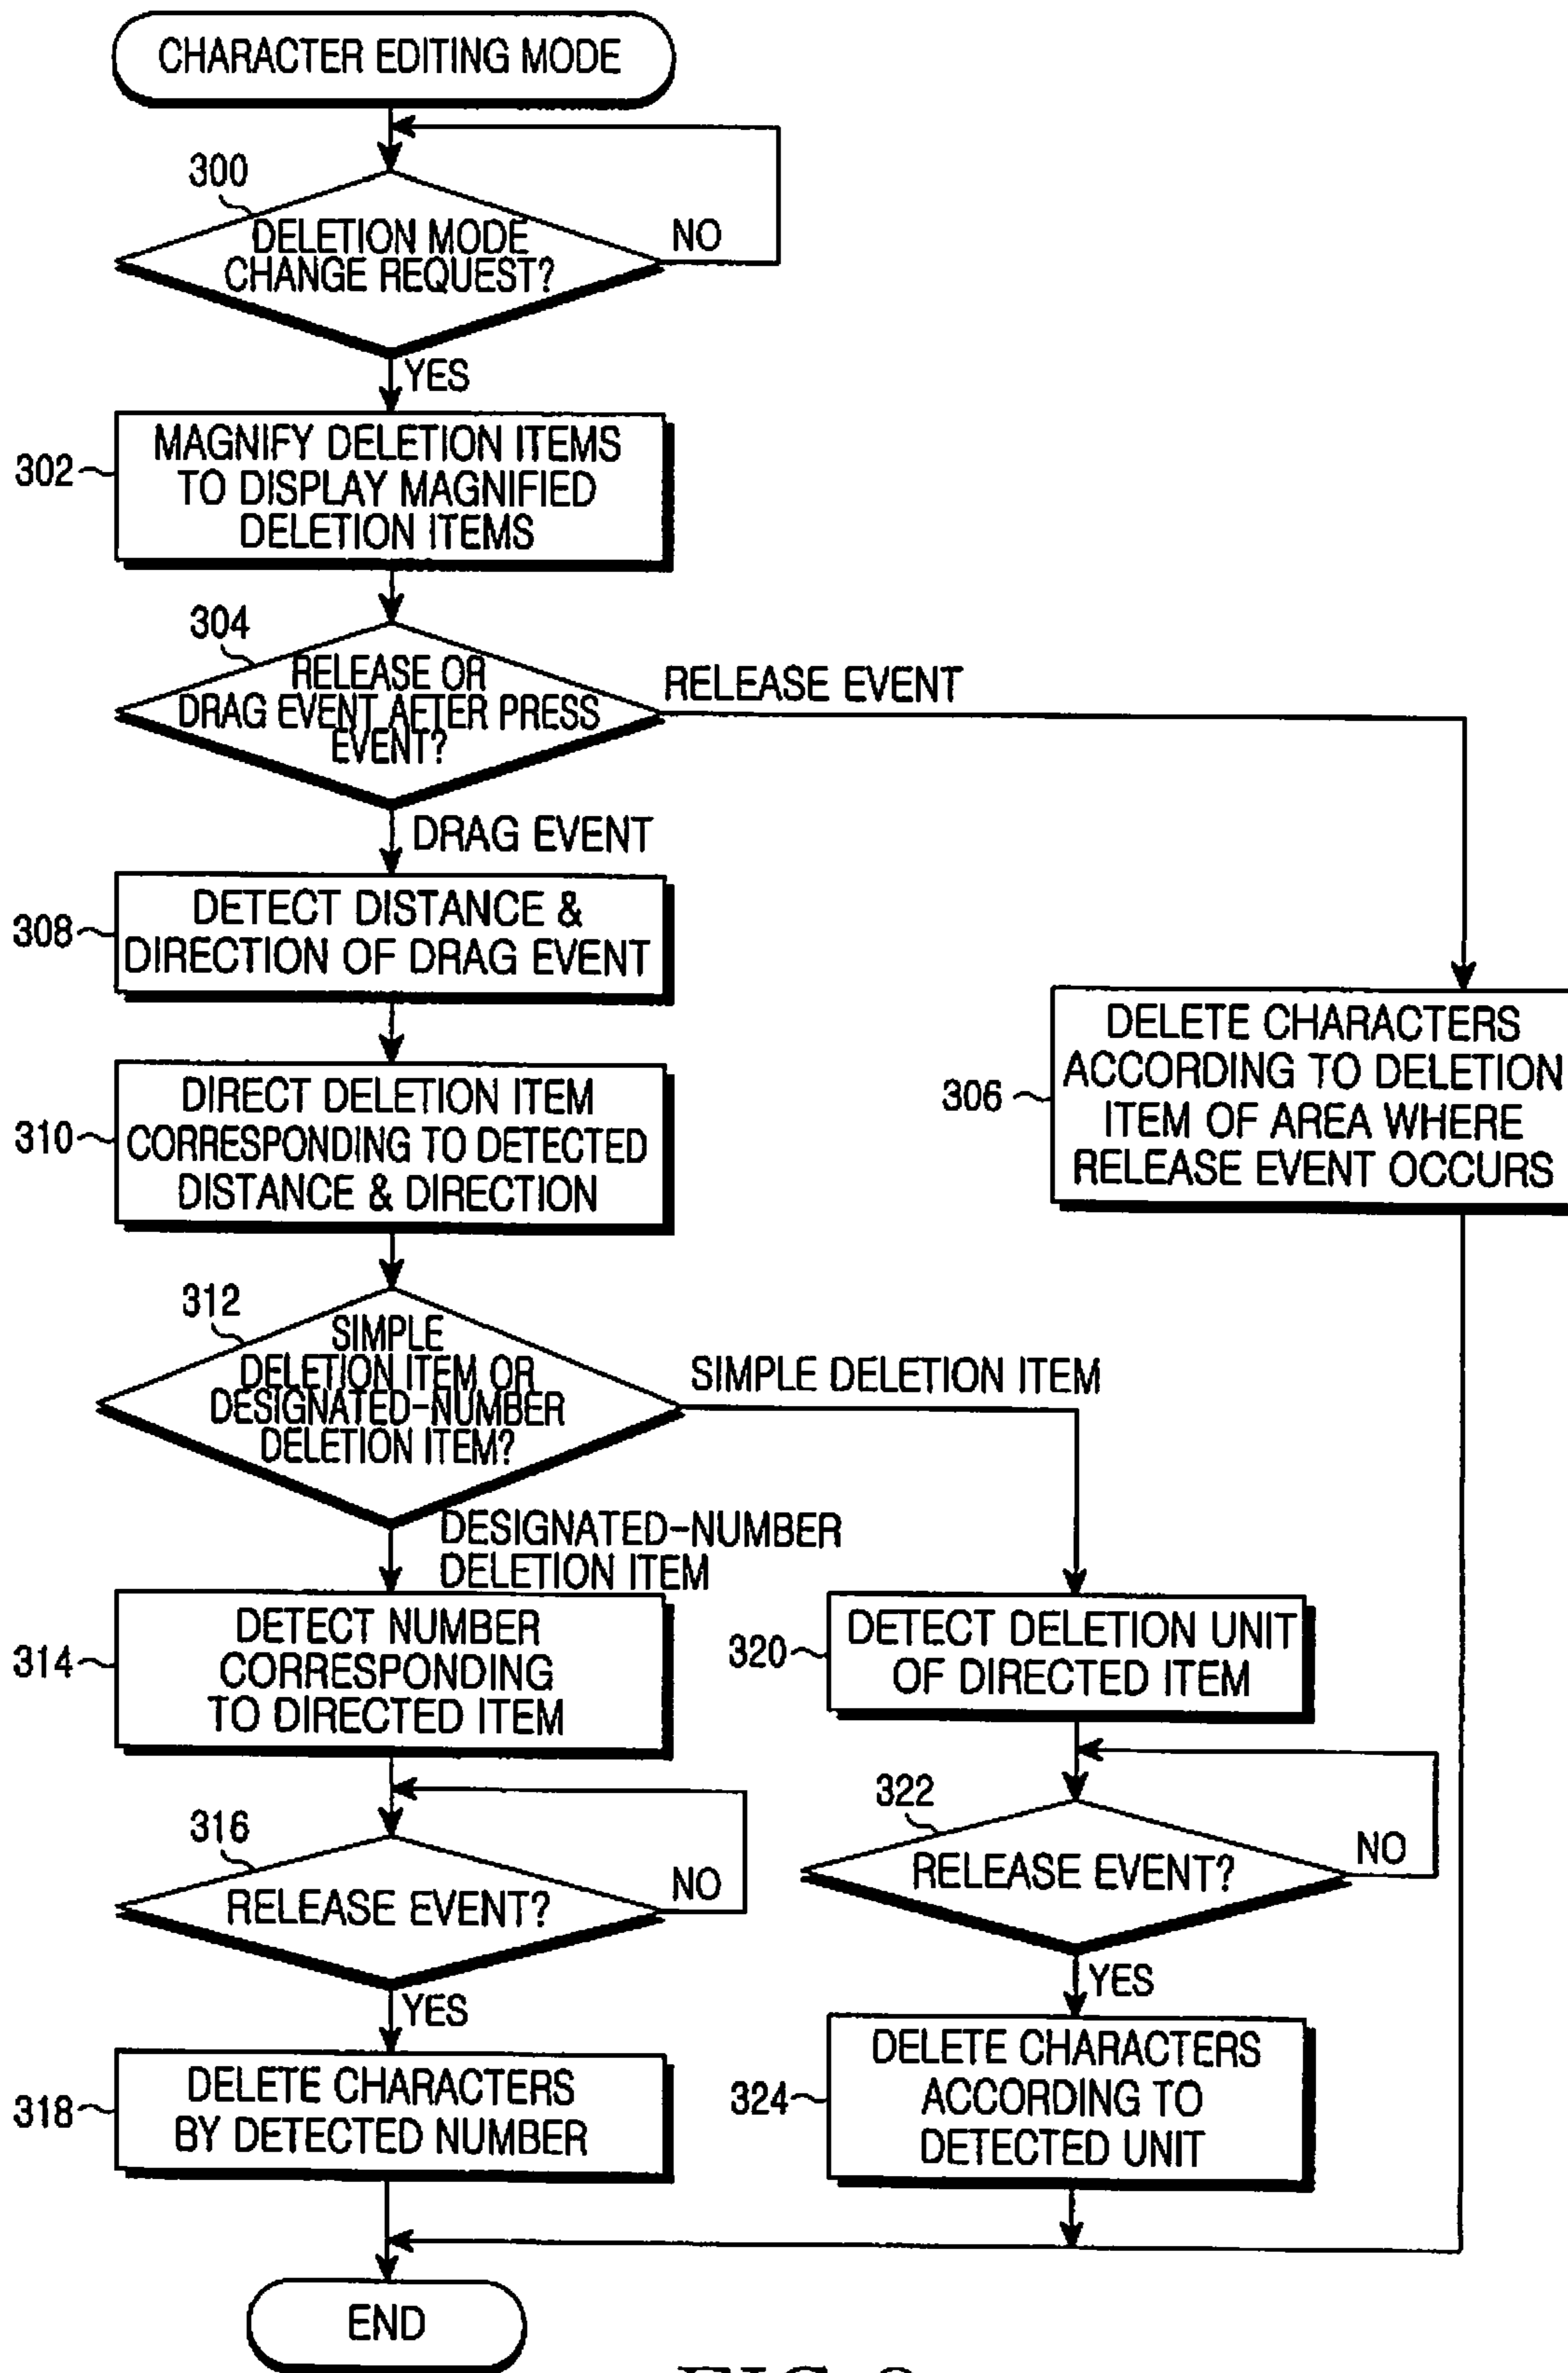 CHARACTER EDITING MODE
300
DELETION MODE
CHANGE REQUEST?
NO
YES
302
MAGNIFY DELETION ITEMS
TO DISPLAY MAGNIFIED
DELETION ITEMS
304
RELEASE OR
DRAG EVENT AFTER PRESS
EVENT?
RELEASE EVENT
DRAG EVENT
308
DETECT DISTANCE &
DIRECTION OF DRAG EVENT
306
DELETE CHARACTERS
ACCORDING TO DELETION
ITEM OF AREA WHERE
RELEASE EVENT OCCURS
310
DIRECT DELETION ITEM
CORRESPONDING TO DETECTED
DISTANCE & DIRECTION
312
SIMPLE
DELETION ITEM OR
DESIGNATED-NUMBER
DELETION ITEM?
SIMPLE DELETION ITEM
DESIGNATED-NUMBER
DELETION ITEM
314
DETECT NUMBER
CORRESPONDING
TO DIRECTED ITEM
320
DETECT DELETION UNIT
OF DIRECTED ITEM
316
RELEASE EVENT?
NO
YES
322
RELEASE EVENT?
NO
YES
318
DELETE CHARACTERS
BY DETECTED NUMBER
324
DELETE CHARACTERS
ACCORDING TO
DETECTED UNIT
END